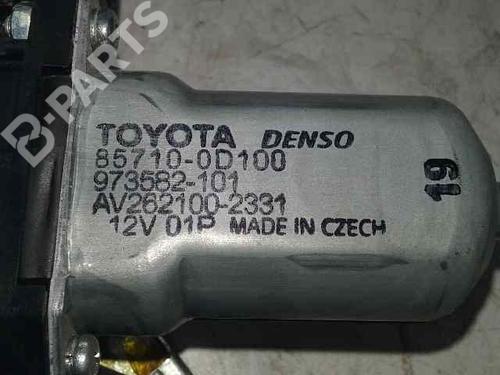 B-PARTS
TOYOTA DENSO
85710-0D100
973582-101
AV262100-2331
12V 01P MADE IN CZECH
19